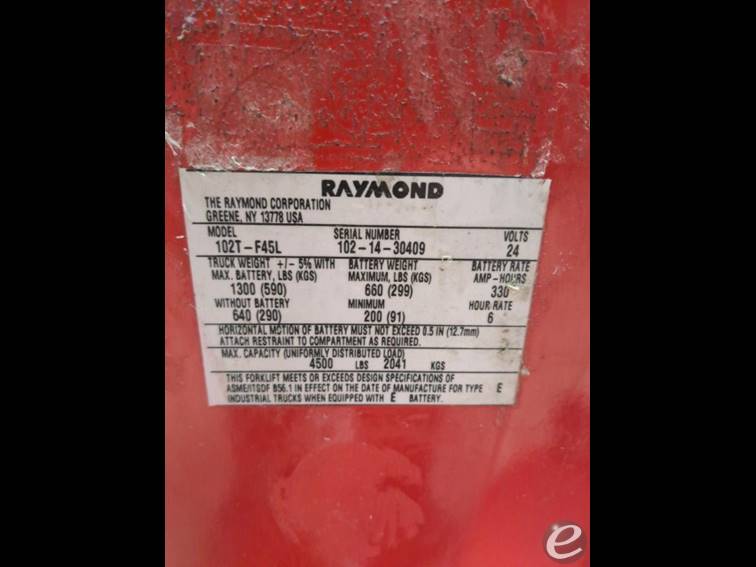 RAYMOND
THE RAYMOND CORPORATION
GREENE, NY 13778 USA
MODEL SERIAL NUMBER VOLTS
102T-F45L 102-14-30409 24
TRUCK WEIGHT +/- 5% WITH BATTERY WEIGHT BATTERY RATE
MAX. BATTERY, LBS (KGS) MAXIMUM, LBS (KGS) AMP-HOURS
1300 (590) 660 (299) 330
WITHOUT BATTERY MINIMUM HOUR RATE
640 (290) 200 (91) 6
HORIZONTAL MOTION OF BATTERY MUST NOT EXCEED 0.5 IN (12.7mm)
ATTACH RESTRAINT TO COMPARTMENT AS REQUIRED.
MAX. CAPACITY (UNIFORMLY DISTRIBUTED LOAD)
4500 LBS 2041 KGS
THIS FORKLIFT MEETS OR EXCEEDS DESIGN SPECIFICATIONS OF
ASME/ITSDF B56.1 IN EFFECT ON THE DATE OF MANUFACTURE FOR TYPE E
INDUSTRIAL TRUCKS WHEN EQUIPPED WITH E BATTERY.
e